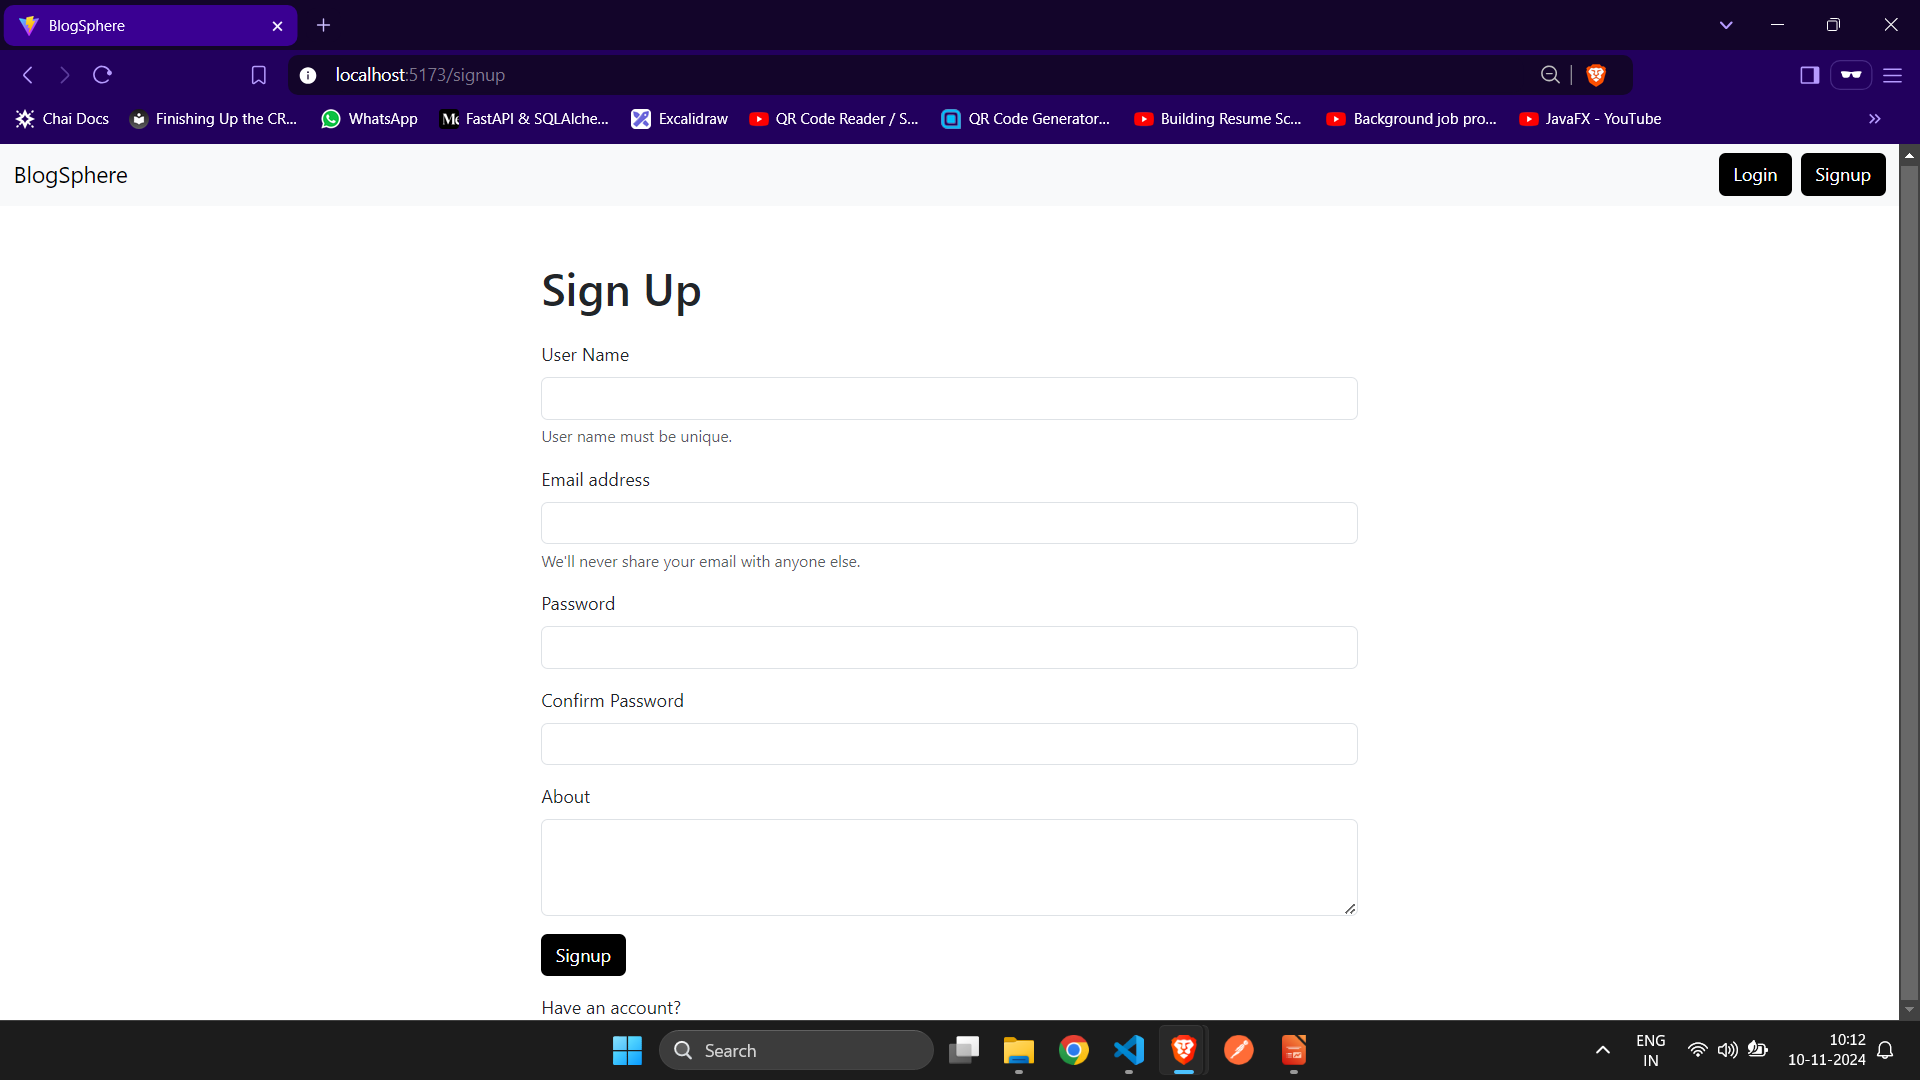 BlogSphere
localhost:5173/signup
Chai Docs
Finishing Up the CR...
WhatsApp
FastAPI & SQLAlche...
Excalidraw
QR Code Reader / S...
QR Code Generator...
Building Resume Sc...
Background job pro...
JavaFX - YouTube
BlogSphere
Login
Signup
Sign Up
User Name
User name must be unique.
Email address
We'll never share your email with anyone else.
Password
Confirm Password
About
Signup
Have an account?
Search
ENG
IN
10:12
10-11-2024